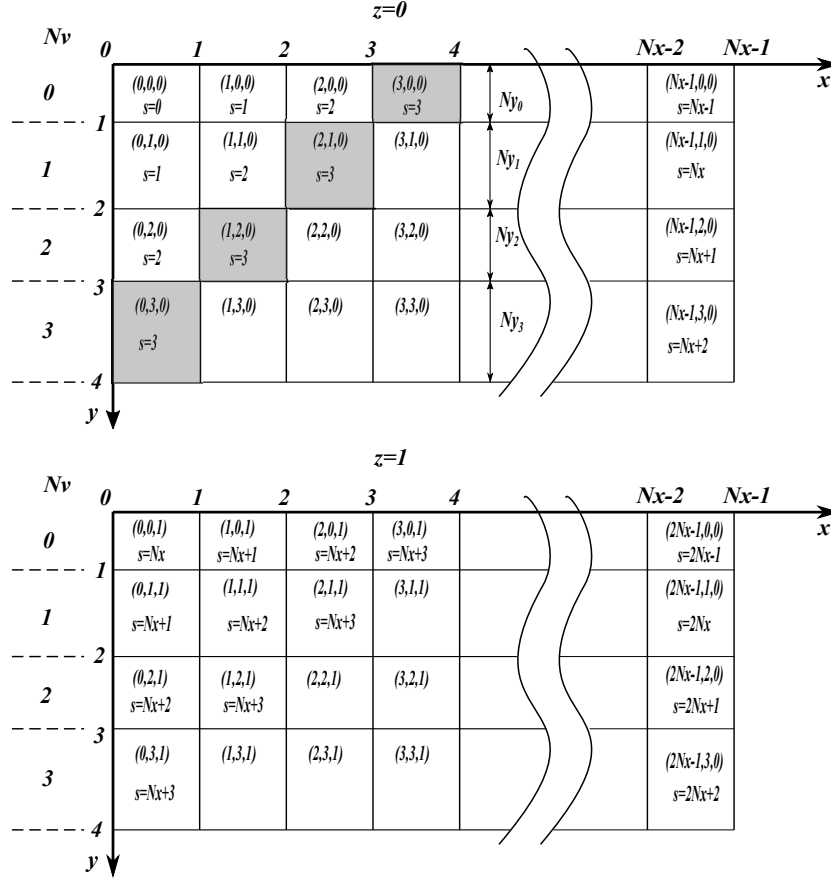 z=0
Nv 0 1 2 3 4 Nx-2 Nx-1
x
0 (0,0,0) (1,0,0) (2,0,0) (3,0,0) Ny₀ (Nx-1,0,0)
s=0 s=1 s=2 s=3 s=Nx-1
1
1 (0,1,0) (1,1,0) (2,1,0) (3,1,0) Ny₁ (Nx-1,1,0)
s=1 s=2 s=3 s=Nx
2
2 (0,2,0) (1,2,0) (2,2,0) (3,2,0) Ny₂ (Nx-1,2,0)
s=2 s=3 s=Nx+1
3
3 (0,3,0) (1,3,0) (2,3,0) (3,3,0) Ny₃ (Nx-1,3,0)
s=3 s=Nx+2
4
y
z=1
Nv 0 1 2 3 4 Nx-2 Nx-1
x
0 (0,0,1) (1,0,1) (2,0,1) (3,0,1) (2Nx-1,0,0)
s=Nx s=Nx+1 s=Nx+2 s=Nx+3 s=2Nx-1
1
1 (0,1,1) (1,1,1) (2,1,1) (3,1,1) (2Nx-1,1,0)
s=Nx+1 s=Nx+2 s=Nx+3 s=2Nx
2
2 (0,2,1) (1,2,1) (2,2,1) (3,2,1) (2Nx-1,2,0)
s=Nx+2 s=Nx+3 s=2Nx+1
3
3 (0,3,1) (1,3,1) (2,3,1) (3,3,1) (2Nx-1,3,0)
s=Nx+3 s=2Nx+2
4
y